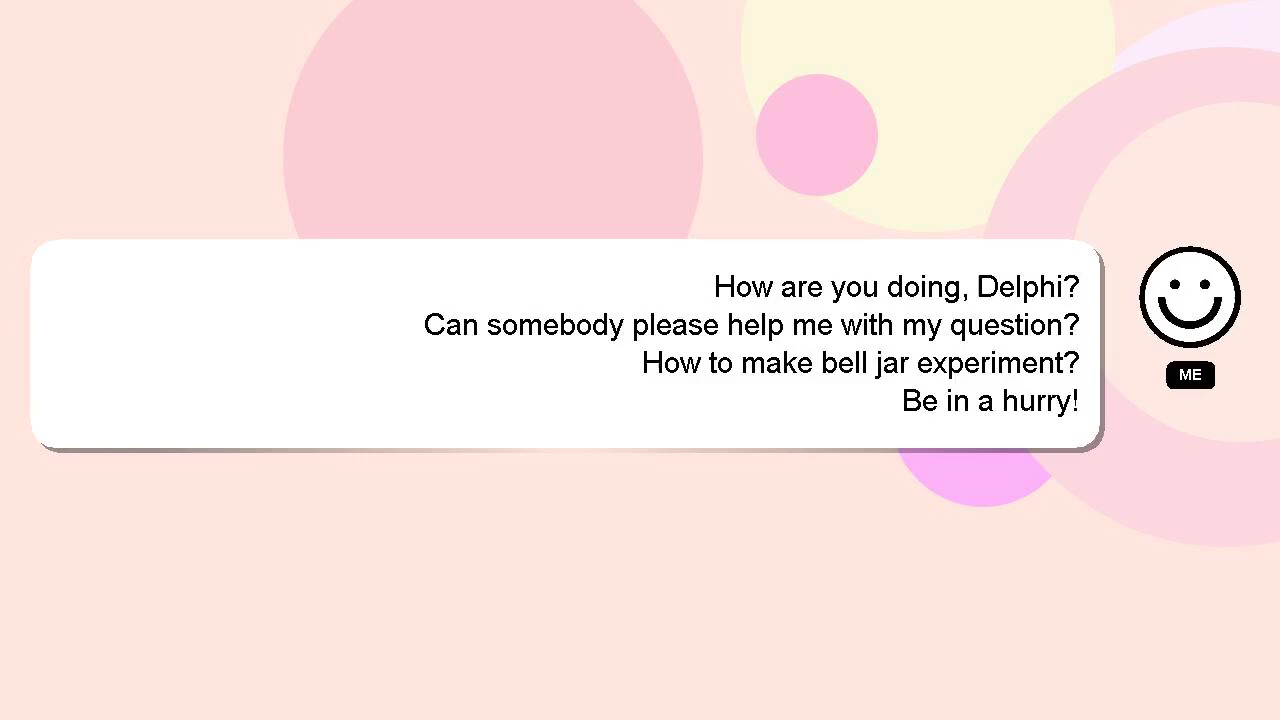 How are you doing, Delphi?
Can somebody please help me with my question?
How to make bell jar experiment?
Be in a hurry!
ME